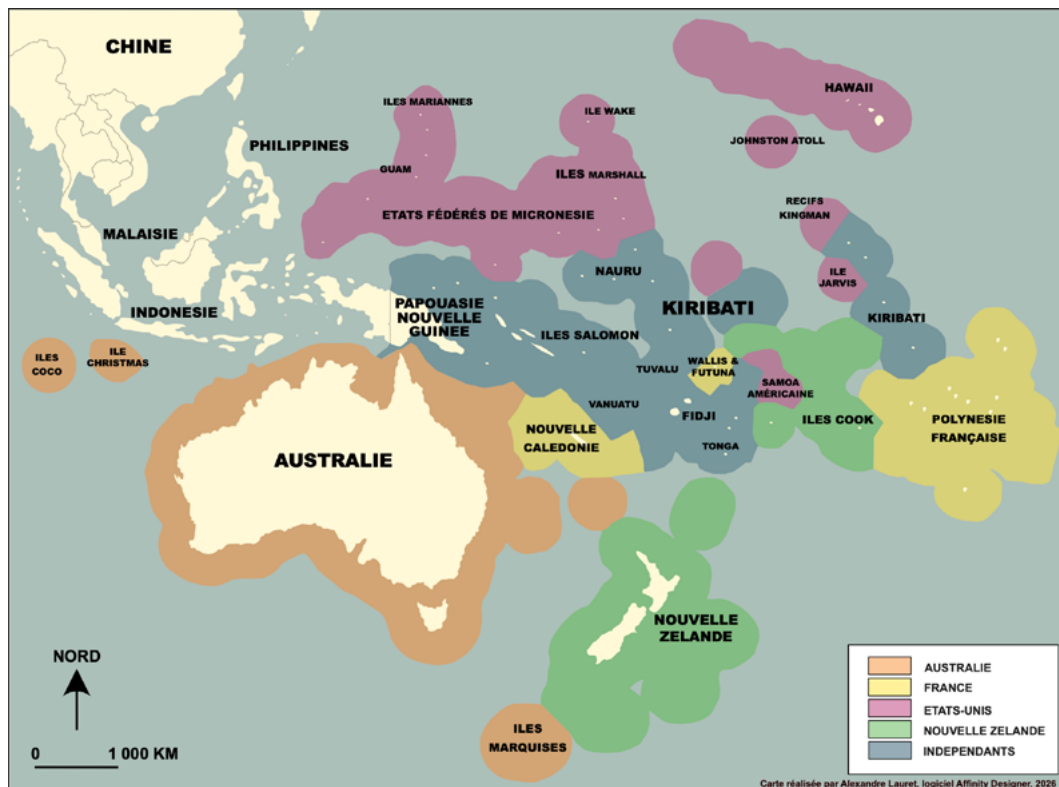 CHINE
HAWAII
ILES MARIANNES
ILE WAKE
JOHNSTON ATOLL
PHILIPPINES
GUAM
ILES MARSHALL
RECIFS
KINGMAN
ETATS FÉDÉRÉS DE MICRONESIE
MALAISIE
NAURU
ILE
JARVIS
INDONESIE
PAPOUASIE
NOUVELLE
GUINEE
ILES SALOMON
KIRIBATI
KIRIBATI
ILES
COCO
ILE
CHRISTMAS
TUVALU
WALLIS &
FUTUNA
SAMOA
AMÉRICAINE
VANUATU
FIDJI
ILES COOK
POLYNESIE
FRANÇAISE
NOUVELLE
CALEDONIE
TONGA
AUSTRALIE
NOUVELLE
ZELANDE
NORD
0 1 000 KM
ILES
MARQUISES
AUSTRALIE
FRANCE
ETATS-UNIS
NOUVELLE ZELANDE
INDEPENDANTS
Carte réalisée par Alexandre Lauret, logiciel Affinity Designer, 2026